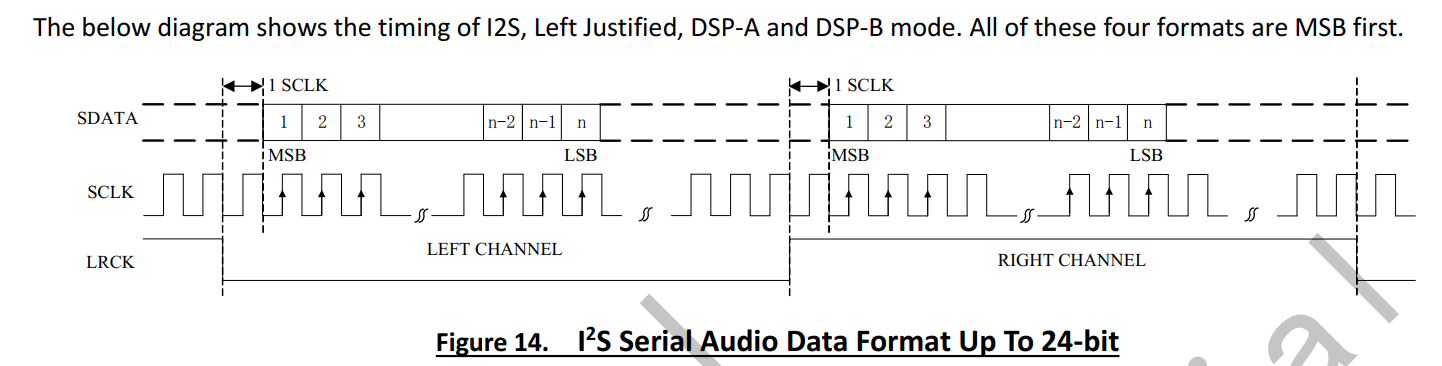 The below diagram shows the timing of I2S, Left Justified, DSP-A and DSP-B mode. All of these four formats are MSB first.
1 SCLK 1 SCLK
SDATA 1 2 3 n-2 n-1 n 1 2 3 n-2 n-1 n
MSB LSB MSB LSB
SCLK
LEFT CHANNEL RIGHT CHANNEL
LRCK
Figure 14. I²S Serial Audio Data Format Up To 24-bit